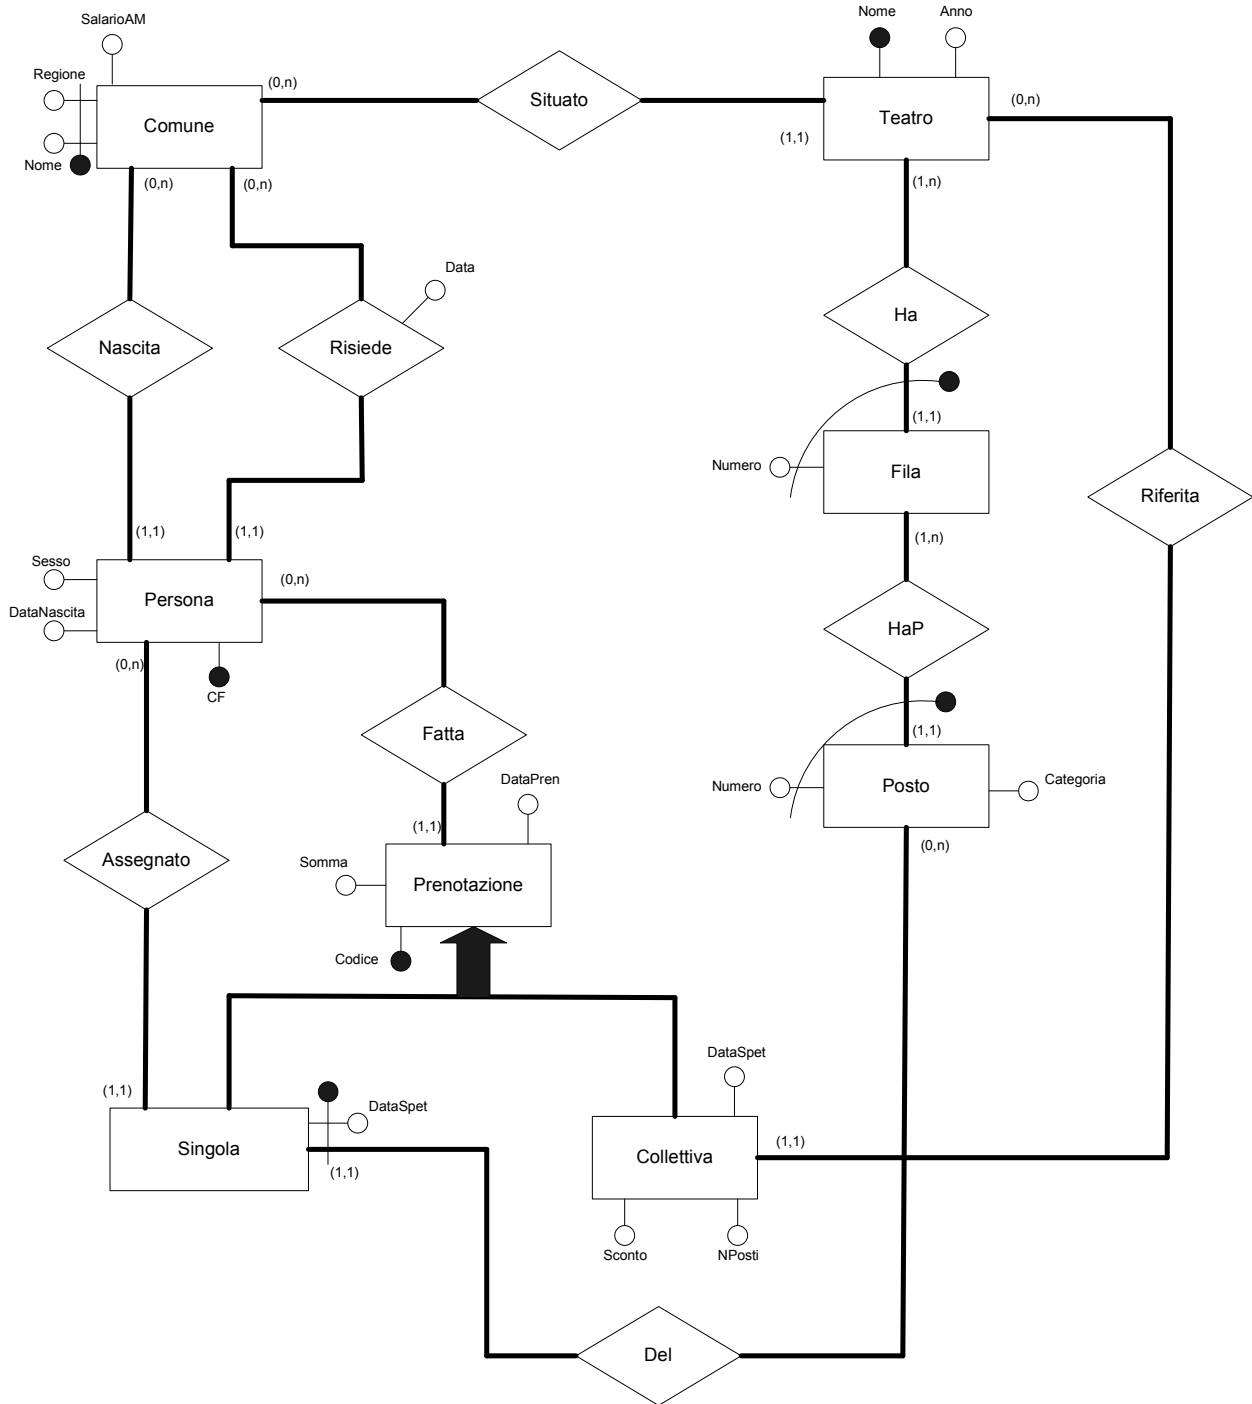 Nome
Anno
SalarioAM
Regione
(0,n)
Situato
(0,n)
Comune
Teatro
(1,1)
Nome
(0,n)
(0,n)
(1,n)
Data
Ha
Nascita
Risiede
(1,1)
Numero
Fila
Riferita
(1,1)
(1,1)
(1,n)
Sesso
(0,n)
Persona
DataNascita
HaP
(0,n)
CF
Fatta
(1,1)
DataPren
Numero
Posto
Categoria
(1,1)
(0,n)
Assegnato
Somma
Prenotazione
Codice
DataSpet
(1,1)
DataSpet
Singola
(1,1)
Collettiva
(1,1)
Sconto
NPosti
Del